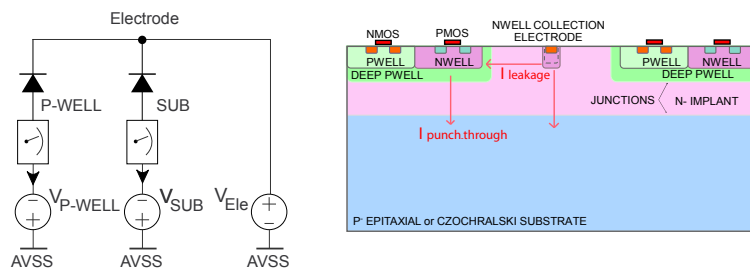 Electrode
P-WELL
SUB
VP-WELL
VSUB
VEle
AVSS
AVSS
AVSS
NMOS
PMOS
NWELL COLLECTION
ELECTRODE
PWELL
NWELL
DEEP PWELL
I leakage
PWELL
NWELL
DEEP PWELL
JUNCTIONS
N- IMPLANT
I punch.through
P- EPITAXIAL or CZOCHRALSKI SUBSTRATE